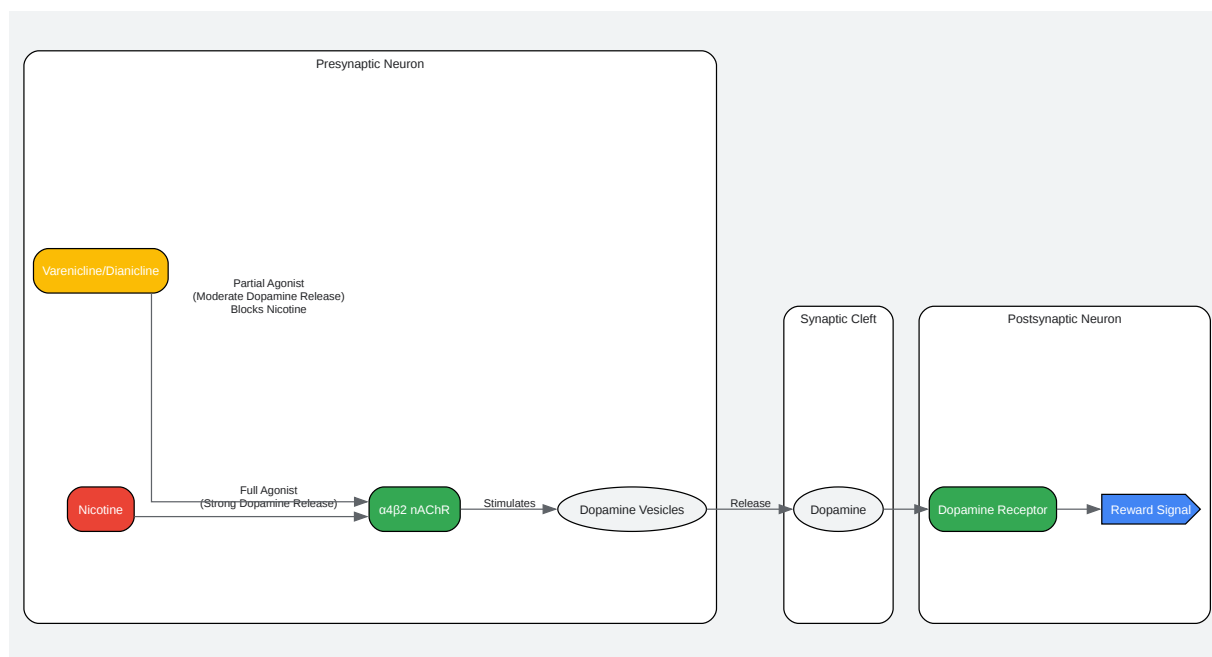 Presynaptic Neuron
Varenicline/Dianicline
Partial Agonist
(Moderate Dopamine Release)
Blocks Nicotine
Synaptic Cleft
Postsynaptic Neuron
Nicotine
Full Agonist
(Strong Dopamine Release)
α4β2 nAChR
Stimulates
Dopamine Vesicles
Release
Dopamine
Dopamine Receptor
Reward Signal